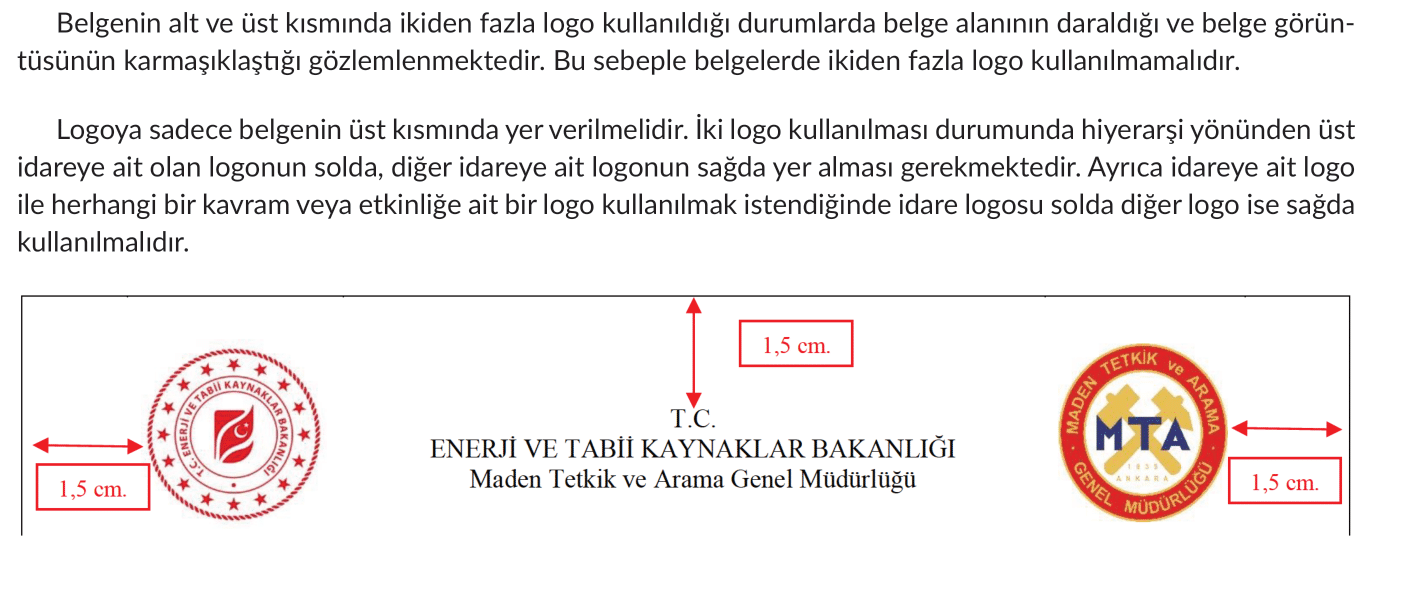 Belgenin alt ve üst kısmında ikiden fazla logo kullanıldığı durumlarda belge alanının daraldığı ve belge görün-
tüsünün karmaşıklaştığı gözlemlenmektedir. Bu sebeple belgelerde ikiden fazla logo kullanılmamalıdır.
Logoya sadece belgenin üst kısmında yer verilmelidir. İki logo kullanılması durumunda hiyerarşi yönünden üst
idareye ait olan logonun solda, diğer idareye ait logonun sağda yer alması gerekmektedir. Ayrıca idareye ait logo
ile herhangi bir kavram veya etkinliğe ait bir logo kullanılmak istendiğinde idare logosu solda diğer logo ise sağda
kullanılmalıdır.
1,5 cm.
T.C.
ENERJİ VE TABİİ KAYNAKLAR BAKANLIĞI
Maden Tetkik ve Arama Genel Müdürlüğü
T.C. ENERJİ VE TABİİ KAYNAKLAR BAKANLIĞI
1,5 cm.
MADEN TETKİK ve ARAMA
MTA
1935
ANKARA
GENEL MÜDÜRLÜĞÜ
1,5 cm.